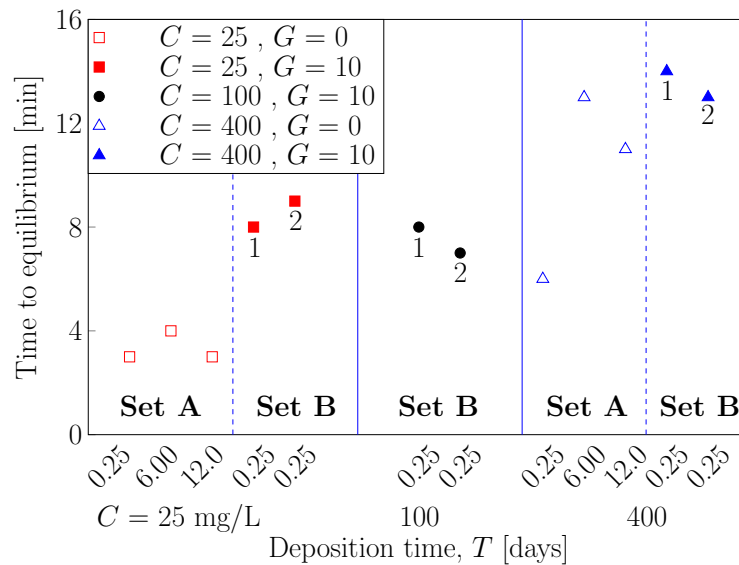 16
12
8
4
0
Time to equilibrium [min]
C = 25 , G = 0
C = 25 , G = 10
C = 100 , G = 10
C = 400 , G = 0
C = 400 , G = 10
1
2
1
2
1
2
Set A
Set B
Set B
Set A
Set B
0.25
6.00
12.0
0.25
0.25
0.25
0.25
0.25
6.00
12.0
0.25
0.25
C = 25 mg/L
100
400
Deposition time, T [days]